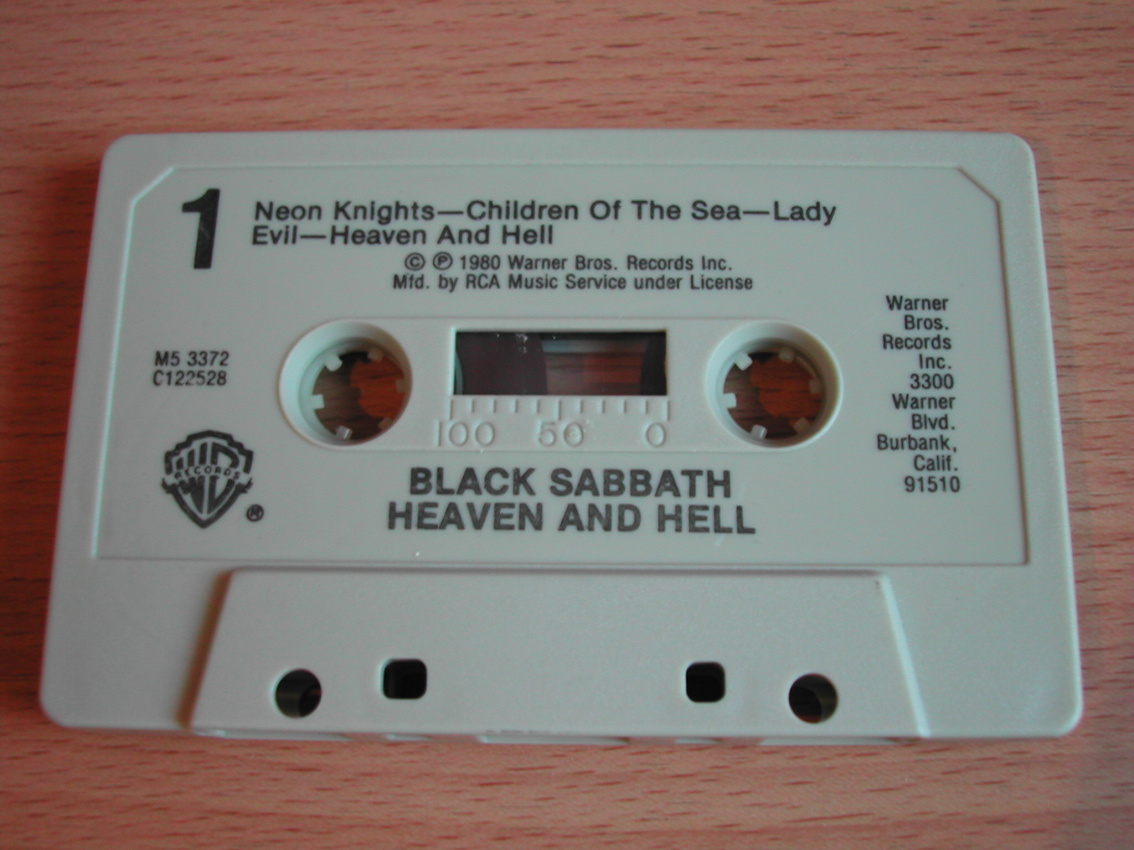 1
Neon Knights—Children Of The Sea—Lady
Evil—Heaven And Hell
© ℗ 1980 Warner Bros. Records Inc.
Mfd. by RCA Music Service under License
M5 3372
C122528
Warner
Bros.
Records
Inc.
3300
Warner
Blvd.
Burbank,
Calif.
91510
100 50 0
WB
RECORDS
®
BLACK SABBATH
HEAVEN AND HELL